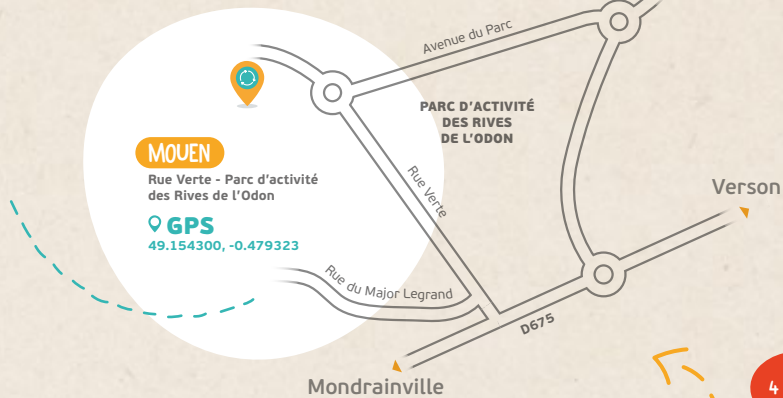 Avenue du Parc
PARC D'ACTIVITÉ
DES RIVES
DE L'ODON
MOUEN
Rue Verte - Parc d'activité
des Rives de l'Odon
GPS
49.154300, -0.479323
Rue Verte
Verson
Rue du Major Legrand
D675
Mondrainville
4